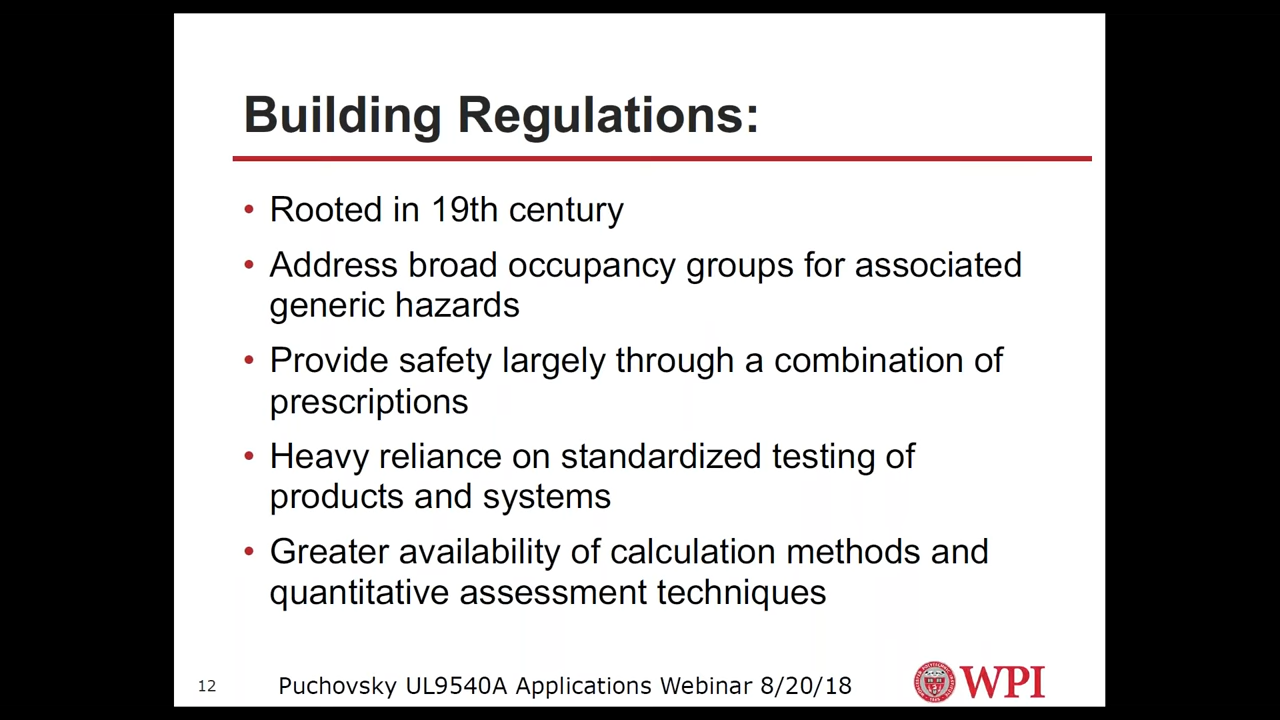 Building Regulations:
• Rooted in 19th century
• Address broad occupancy groups for associated
generic hazards
• Provide safety largely through a combination of
prescriptions
• Heavy reliance on standardized testing of
products and systems
• Greater availability of calculation methods and
quantitative assessment techniques
12
Puchovsky UL9540A Applications Webinar 8/20/18
WPI